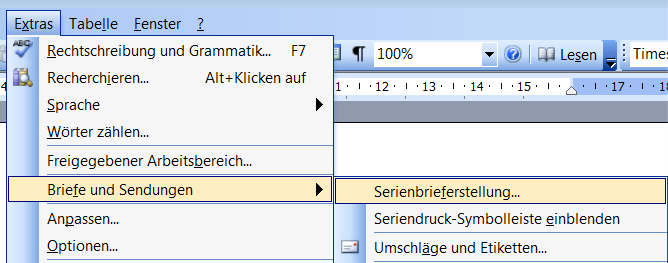 Extras Tabelle Fenster ?
Rechtschreibung und Grammatik... F7 100% Lesen Times
Recherchieren... Alt+Klicken auf
Sprache 11 12 13 14 15 17 18
Wörter zählen...
Freigegebener Arbeitsbereich...
Briefe und Sendungen Serienbrieferstellung...
Anpassen... Seriendruck-Symbolleiste einblenden
Optionen... Umschläge und Etiketten...